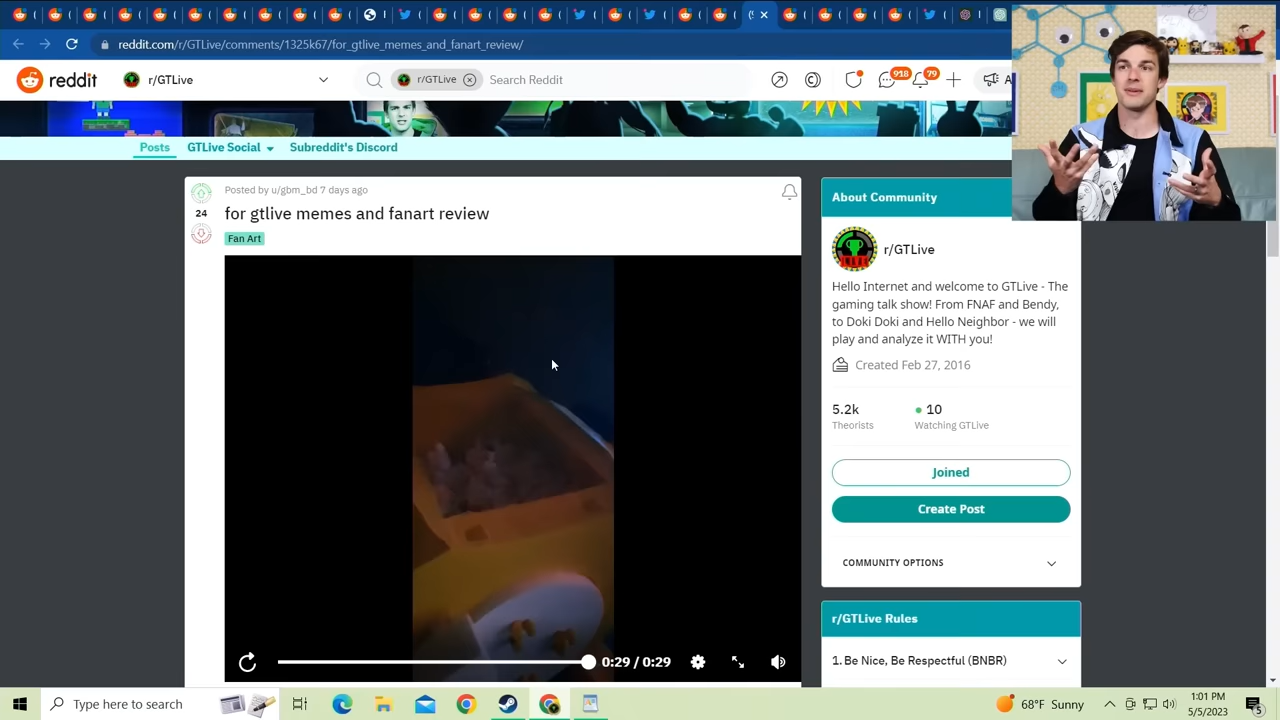 reddit.com/r/GTLive/comments/1325k67/for_gtlive_memes_and_fanart_review/
reddit
r/GTLive
r/GTLive
Search Reddit
918
79
A
Posts
GTLive Social
Subreddit's Discord
Posted by u/gbm_bd 7 days ago
24
for gtlive memes and fanart review
Fan Art
0:29 / 0:29
About Community
r/GTLive
Hello Internet and welcome to GTLive - The
gaming talk show! From FNAF and Bendy,
to Doki Doki and Hello Neighbor - we will
play and analyze it WITH you!
Created Feb 27, 2016
5.2k
10
Theorists
Watching GTLive
Joined
Create Post
COMMUNITY OPTIONS
r/GTLive Rules
1. Be Nice, Be Respectful (BNBR)
Type here to search
68°F Sunny
1:01 PM
5/5/2023
5